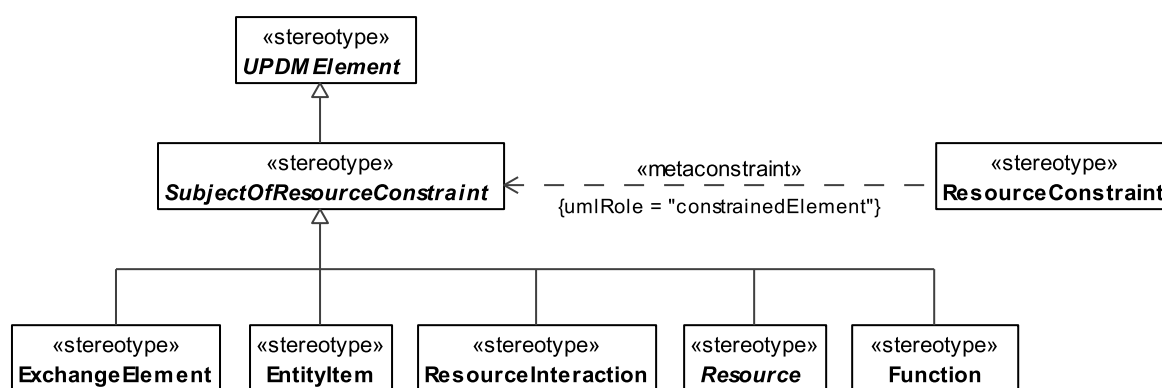 «stereotype»
UPDMElement
«stereotype»
SubjectOfResourceConstraint
«metaconstraint»
{umlRole = "constrainedElement"}
«stereotype»
ResourceConstraint
«stereotype»
ExchangeElement
«stereotype»
EntityItem
«stereotype»
ResourceInteraction
«stereotype»
Resource
«stereotype»
Function